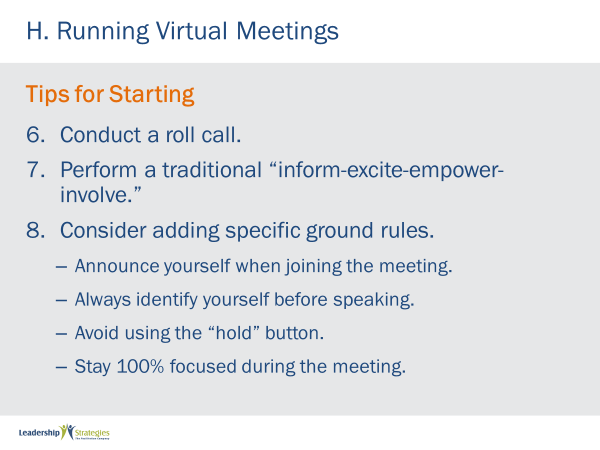 H. Running Virtual Meetings
Tips for Starting
6. Conduct a roll call.
7. Perform a traditional “inform-excite-empower-
involve.”
8. Consider adding specific ground rules.
– Announce yourself when joining the meeting.
– Always identify yourself before speaking.
– Avoid using the “hold” button.
– Stay 100% focused during the meeting.
Leadership Strategies
The Facilitation Company